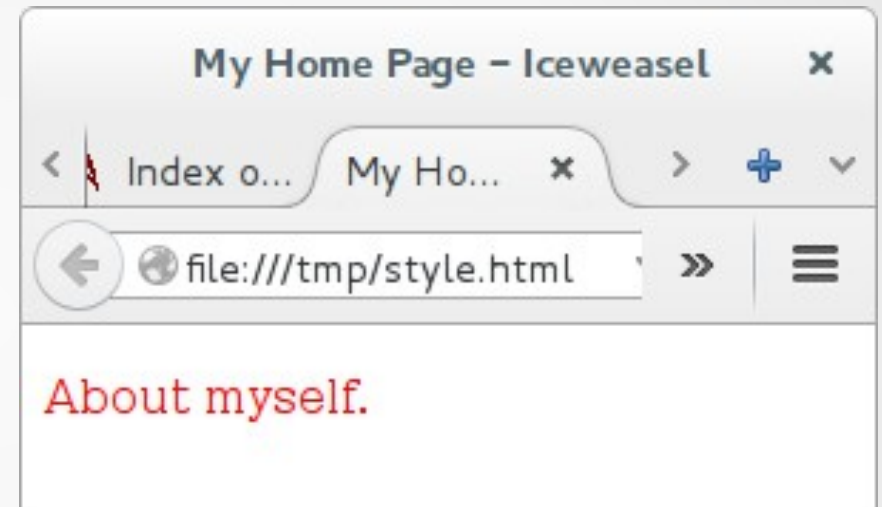 My Home Page – Iceweasel
Index o... My Ho...
file:///tmp/style.html
About myself.